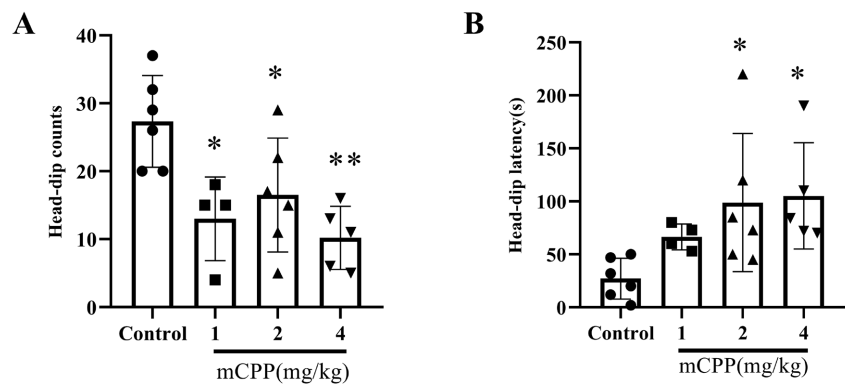 A
Head-dip counts
40
30
20
10
0
*
*
**
Control
1
2
4
mCPP(mg/kg)
B
Head-dip latency(s)
250
200
150
100
50
0
*
*
Control
1
2
4
mCPP(mg/kg)